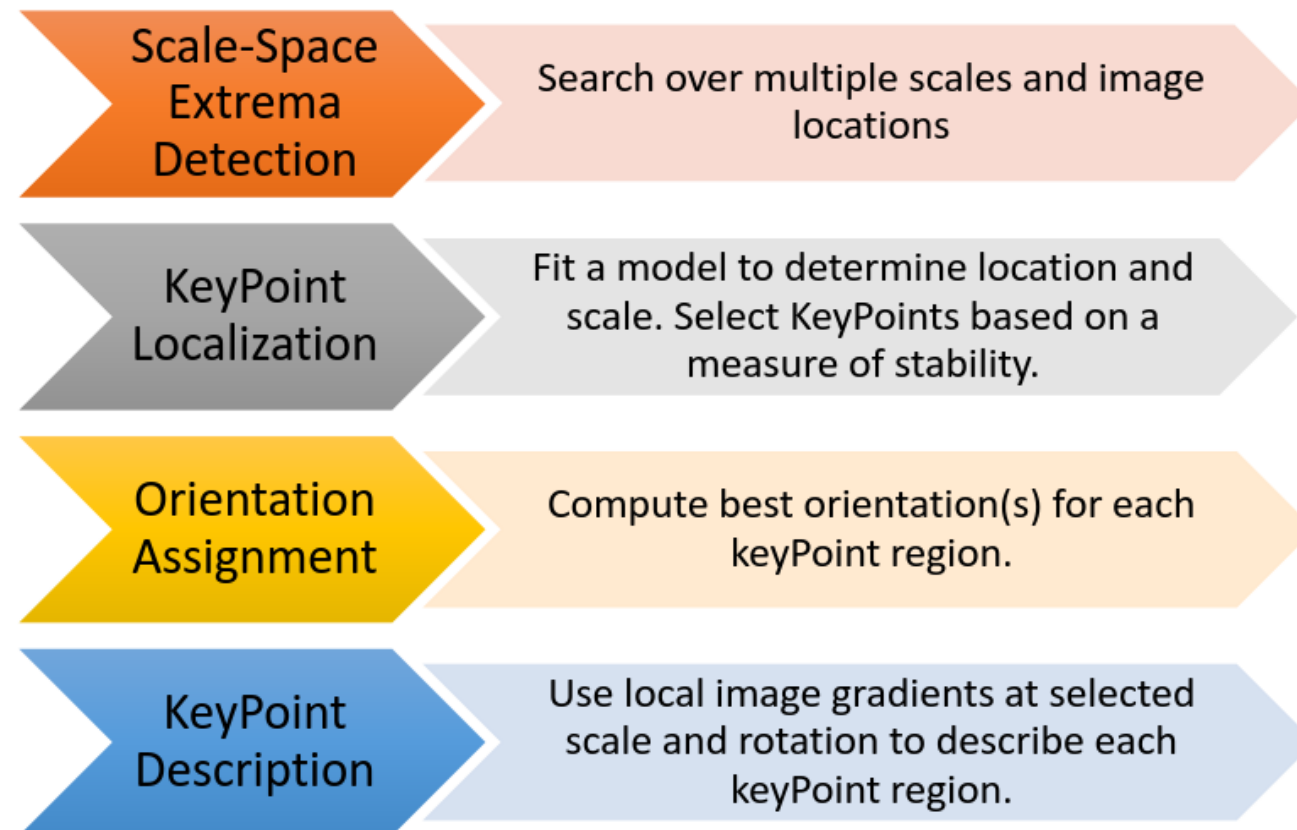 Scale-Space
Extrema
Detection
Search over multiple scales and image
locations
KeyPoint
Localization
Fit a model to determine location and
scale. Select KeyPoints based on a
measure of stability.
Orientation
Assignment
Compute best orientation(s) for each
keyPoint region.
KeyPoint
Description
Use local image gradients at selected
scale and rotation to describe each
keyPoint region.